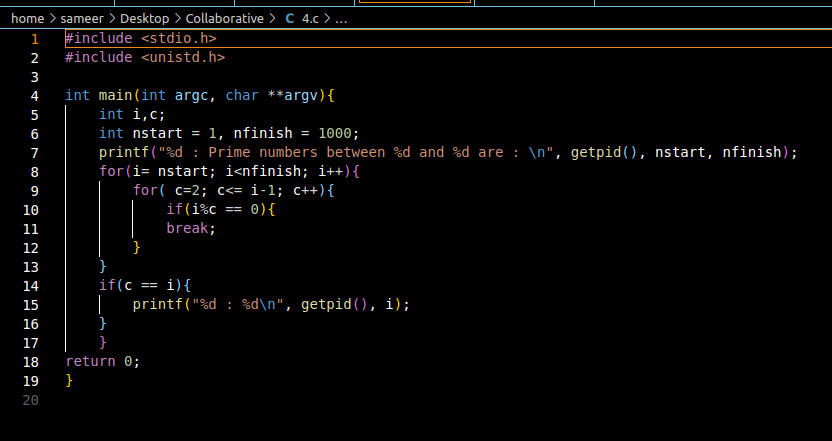 home > sameer > Desktop > Collaborative > C 4.c > ...
1 #include <stdio.h>
2 #include <unistd.h>
3
4 int main(int argc, char **argv){
5 int i,c;
6 int nstart = 1, nfinish = 1000;
7 printf("%d : Prime numbers between %d and %d are : \n", getpid(), nstart, nfinish);
8 for(i= nstart; i<nfinish; i++){
9 for( c=2; c<= i-1; c++){
10 if(i%c == 0){
11 break;
12 }
13 }
14 if(c == i){
15 printf("%d : %d\n", getpid(), i);
16 }
17 }
18 return 0;
19 }
20